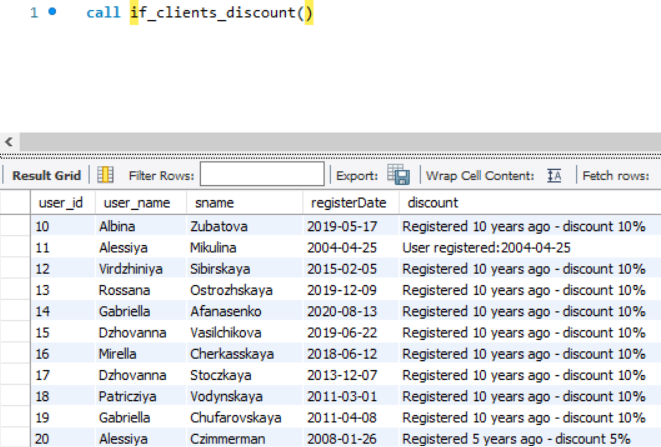 1 call if_clients_discount()
Result Grid Filter Rows: Export: Wrap Cell Content: IA Fetch rows:
user_id user_name sname registerDate discount
10 Albina Zubatova 2019-05-17 Registered 10 years ago - discount 10%
11 Alessiya Mikulina 2004-04-25 User registered:2004-04-25
12 Virdzhiniya Sibirskaya 2015-02-05 Registered 10 years ago - discount 10%
13 Rossana Ostrozhskaya 2019-12-09 Registered 10 years ago - discount 10%
14 Gabriella Afanasenko 2020-08-13 Registered 10 years ago - discount 10%
15 Dzhovanna Vasilchikova 2019-06-22 Registered 10 years ago - discount 10%
16 Mirella Cherkasskaya 2018-06-12 Registered 10 years ago - discount 10%
17 Dzhovanna Stoczkaya 2013-12-07 Registered 10 years ago - discount 10%
18 Patricziya Vodynskaya 2011-03-01 Registered 10 years ago - discount 10%
19 Gabriella Chufarovskaya 2011-04-08 Registered 10 years ago - discount 10%
20 Alessiya Czimmerman 2008-01-26 Registered 5 years ago - discount 5%